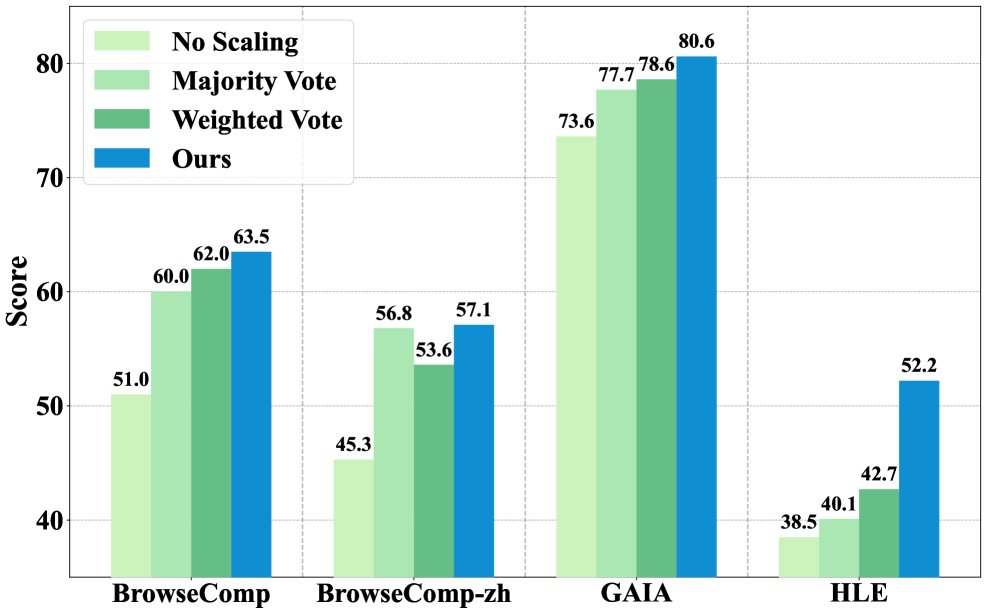 No Scaling
Majority Vote
Weighted Vote
Ours
Score
80
70
60
50
40
51.0
60.0
62.0
63.5
45.3
56.8
53.6
57.1
73.6
77.7
78.6
80.6
38.5
40.1
42.7
52.2
BrowseComp
BrowseComp-zh
GAIA
HLE